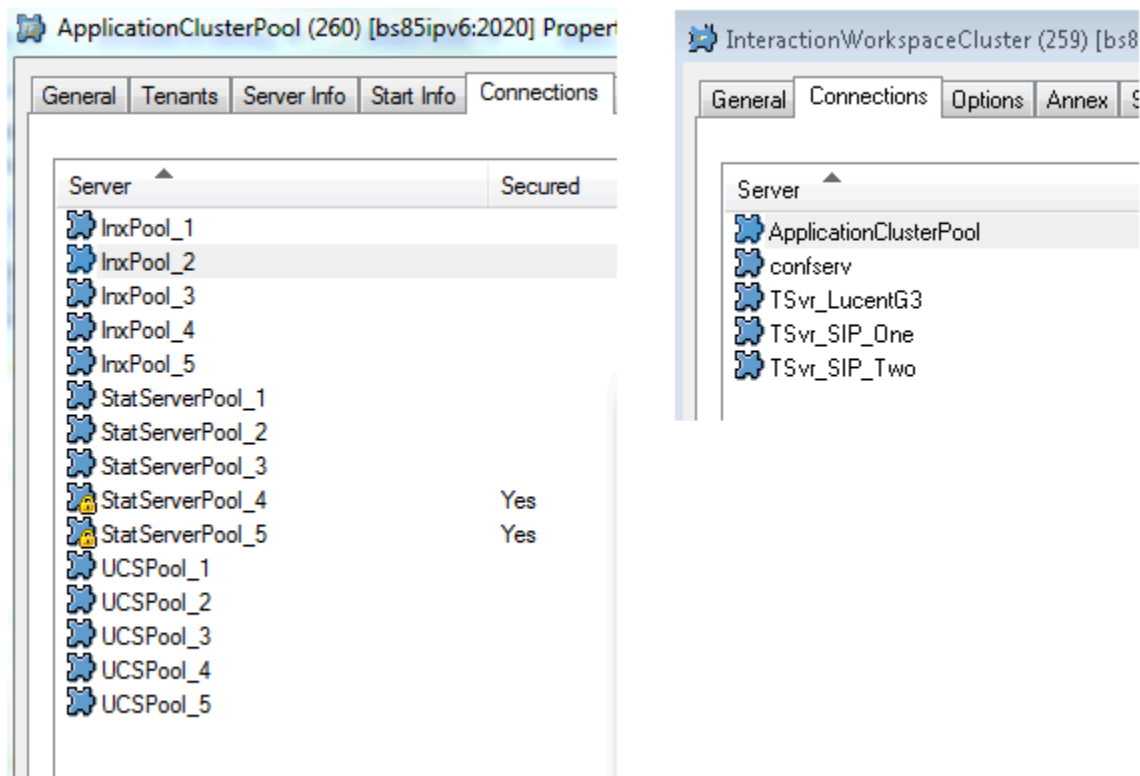 ApplicationClusterPool (260) [bs85ipv6:2020] Proper
General Tenants Server Info Start Info Connections
Server Secured
InxPool_1
InxPool_2
InxPool_3
InxPool_4
InxPool_5
StatServerPool_1
StatServerPool_2
StatServerPool_3
StatServerPool_4 Yes
StatServerPool_5 Yes
UCSPool_1
UCSPool_2
UCSPool_3
UCSPool_4
UCSPool_5
InteractionWorkspaceCluster (259) [bs8
General Connections Options Annex S
Server
ApplicationClusterPool
confserv
TSvr_LucentG3
TSvr_SIP_One
TSvr_SIP_Two